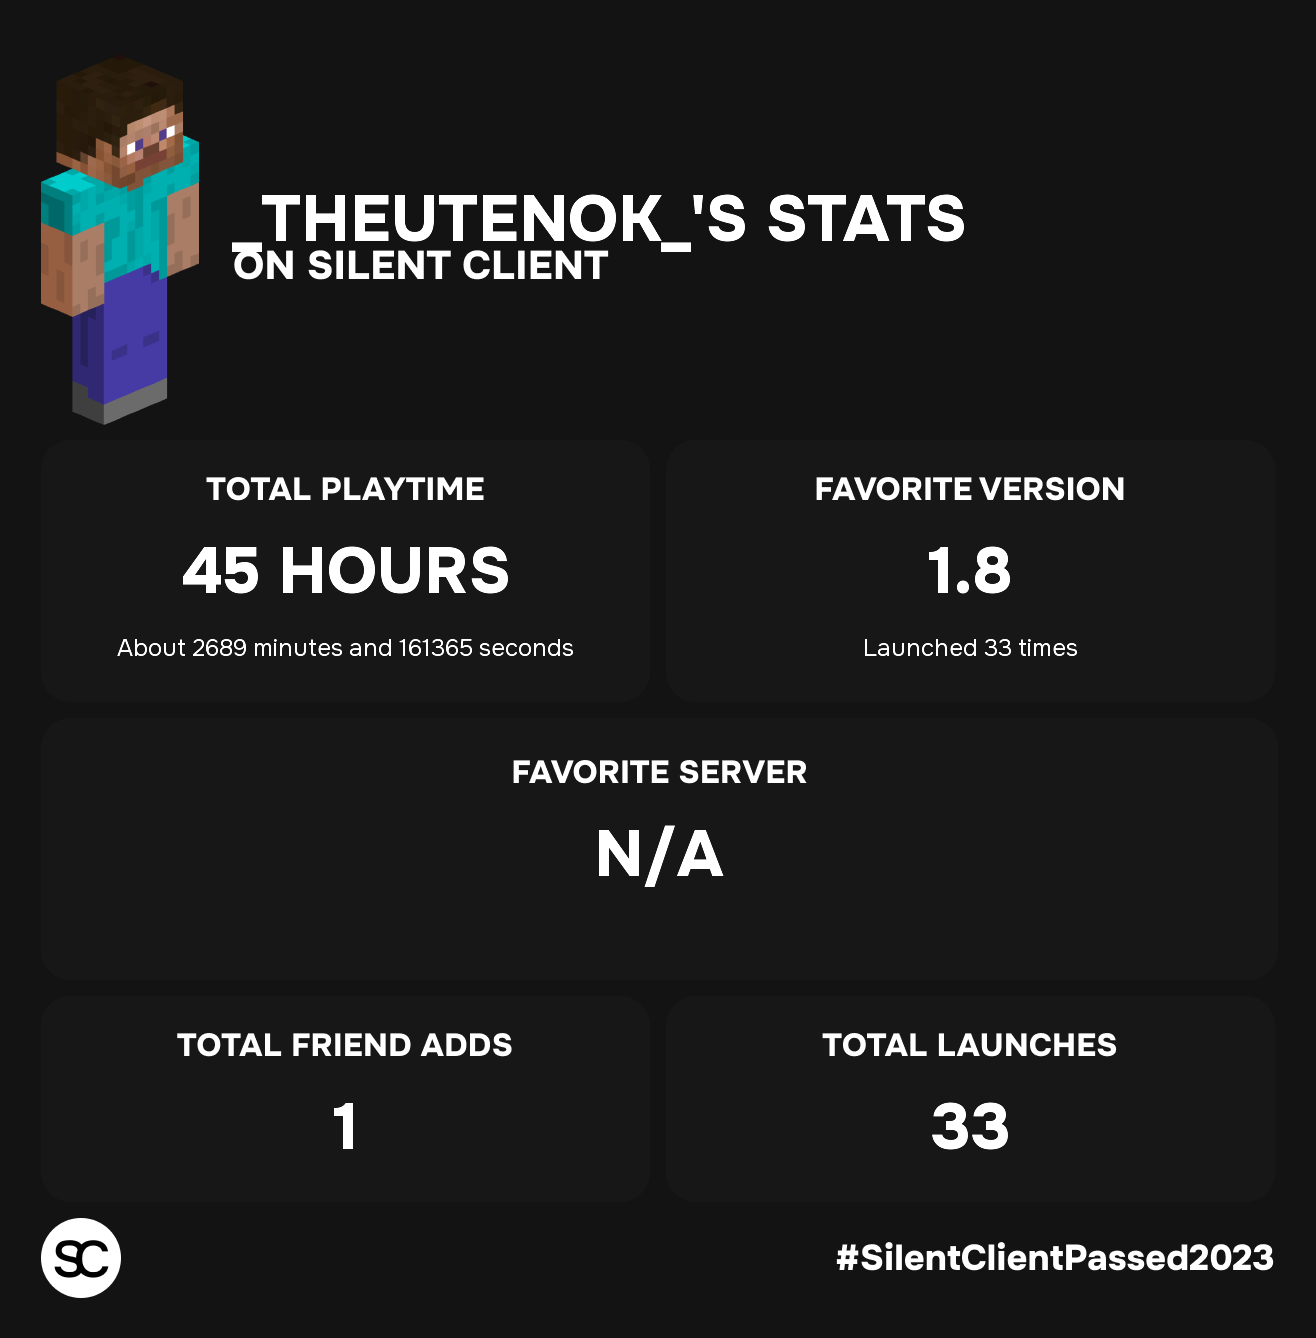 _THEUTENOK_'S STATS
ON SILENT CLIENT
TOTAL PLAYTIME
45 HOURS
About 2689 minutes and 161365 seconds
FAVORITE VERSION
1.8
Launched 33 times
FAVORITE SERVER
N/A
TOTAL FRIEND ADDS
1
TOTAL LAUNCHES
33
SC
#SilentClientPassed2023